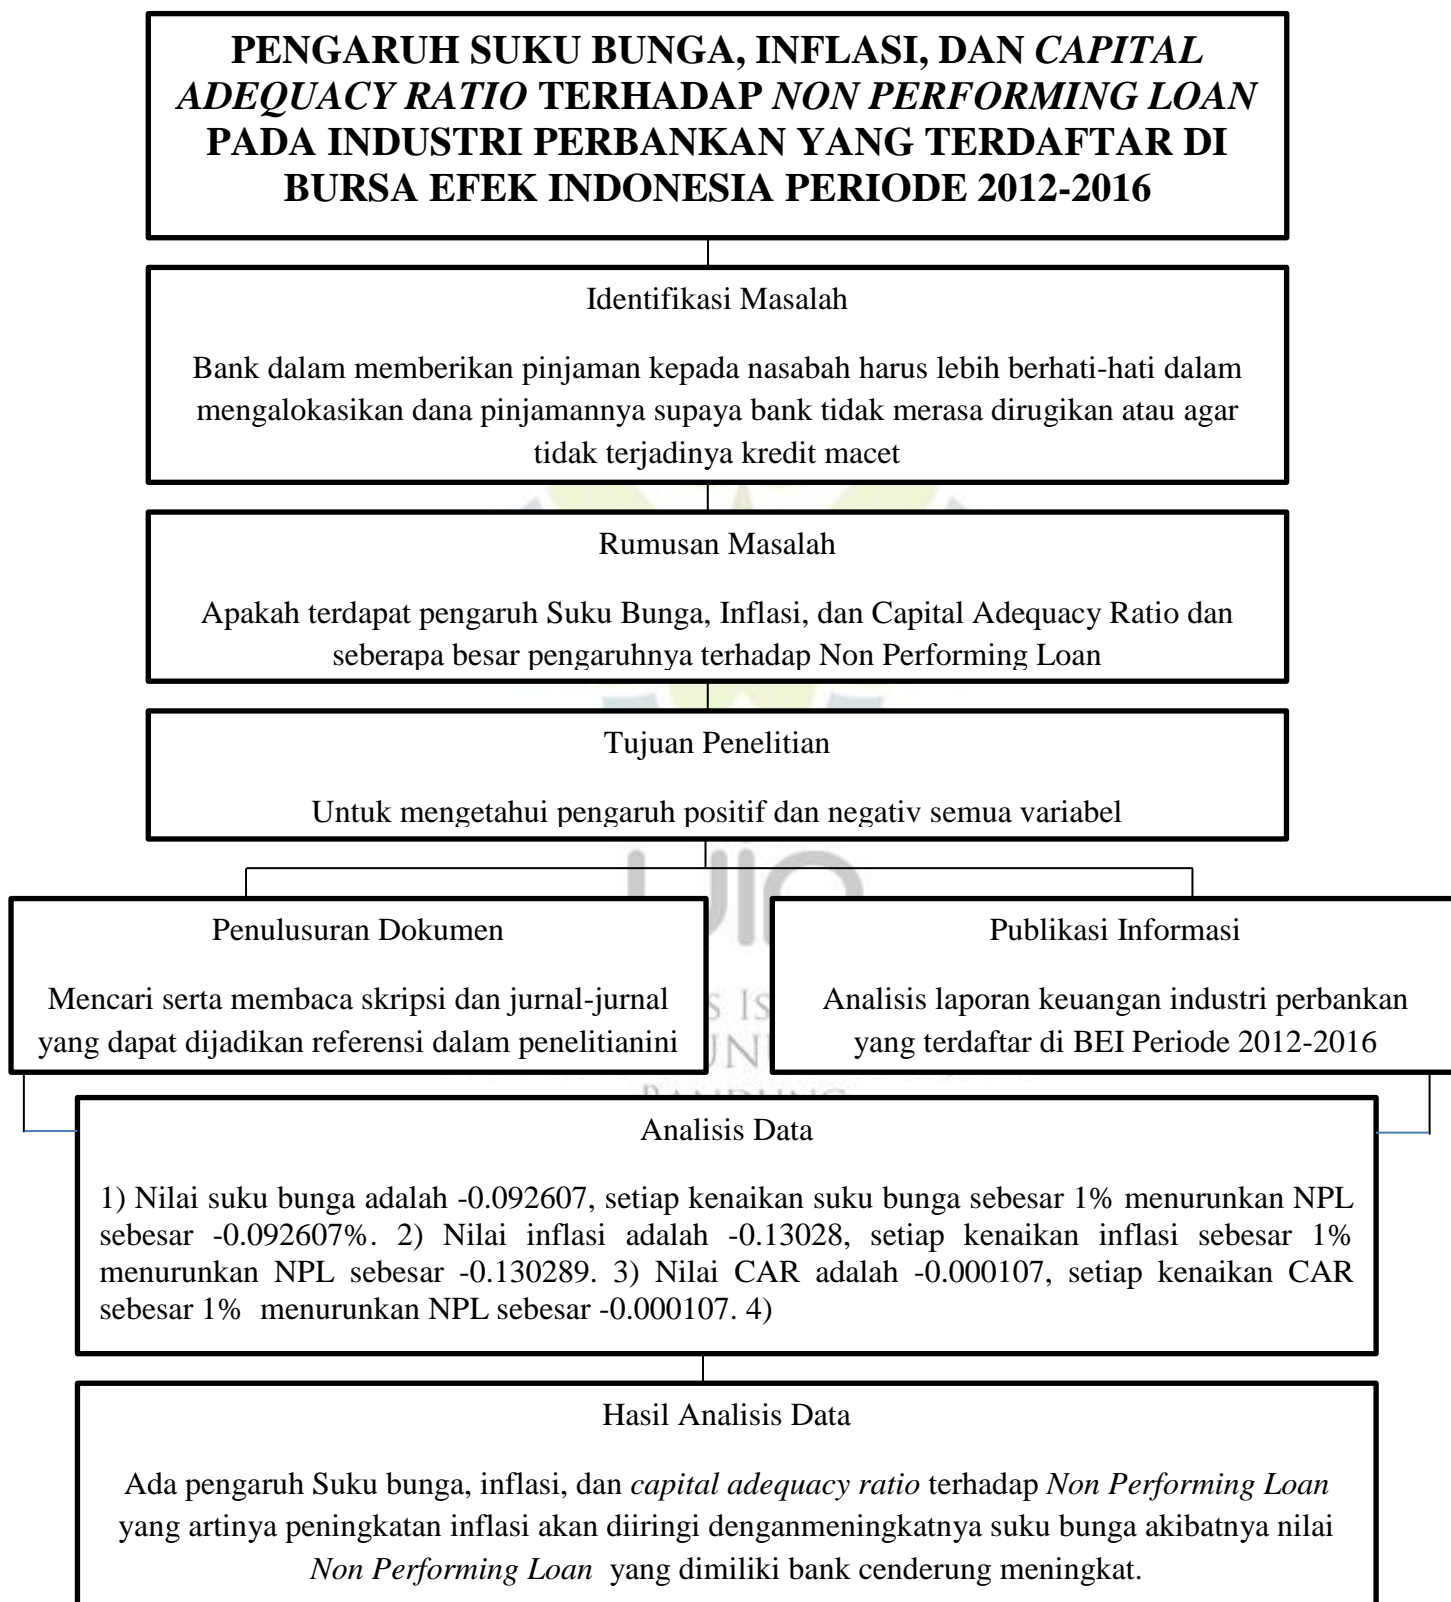 PENGARUH SUKU BUNGA, INFLASI, DAN CAPITAL
ADEQUACY RATIO TERHADAP NON PERFORMING LOAN
PADA INDUSTRI PERBANKAN YANG TERDAFTAR DI
BURSA EFEK INDONESIA PERIODE 2012-2016
Identifikasi Masalah
Bank dalam memberikan pinjaman kepada nasabah harus lebih berhati-hati dalam
mengalokasikan dana pinjamannya supaya bank tidak merasa dirugikan atau agar
tidak terjadinya kredit macet
Rumusan Masalah
Apakah terdapat pengaruh Suku Bunga, Inflasi, dan Capital Adequacy Ratio dan
seberapa besar pengaruhnya terhadap Non Performing Loan
Tujuan Penelitian
Untuk mengetahui pengaruh positif dan negativ semua variabel
uin
Penulusuran Dokumen
Mencari serta membaca skripsi dan jurnal-jurnal
yang dapat dijadikan referensi dalam penelitianini
Publikasi Informasi
Analisis laporan keuangan industri perbankan
yang terdaftar di BEI Periode 2012-2016
S IS
UN
BANDUNG
Analisis Data
1) Nilai suku bunga adalah -0.092607, setiap kenaikan suku bunga sebesar 1% menurunkan NPL
sebesar -0.092607%. 2) Nilai inflasi adalah -0.13028, setiap kenaikan inflasi sebesar 1%
menurunkan NPL sebesar -0.130289. 3) Nilai CAR adalah -0.000107, setiap kenaikan CAR
sebesar 1% menurunkan NPL sebesar -0.000107. 4)
Hasil Analisis Data
Ada pengaruh Suku bunga, inflasi, dan capital adequacy ratio terhadap Non Performing Loan
yang artinya peningkatan inflasi akan diiringi denganmeningkatnya suku bunga akibatnya nilai
Non Performing Loan yang dimiliki bank cenderung meningkat.